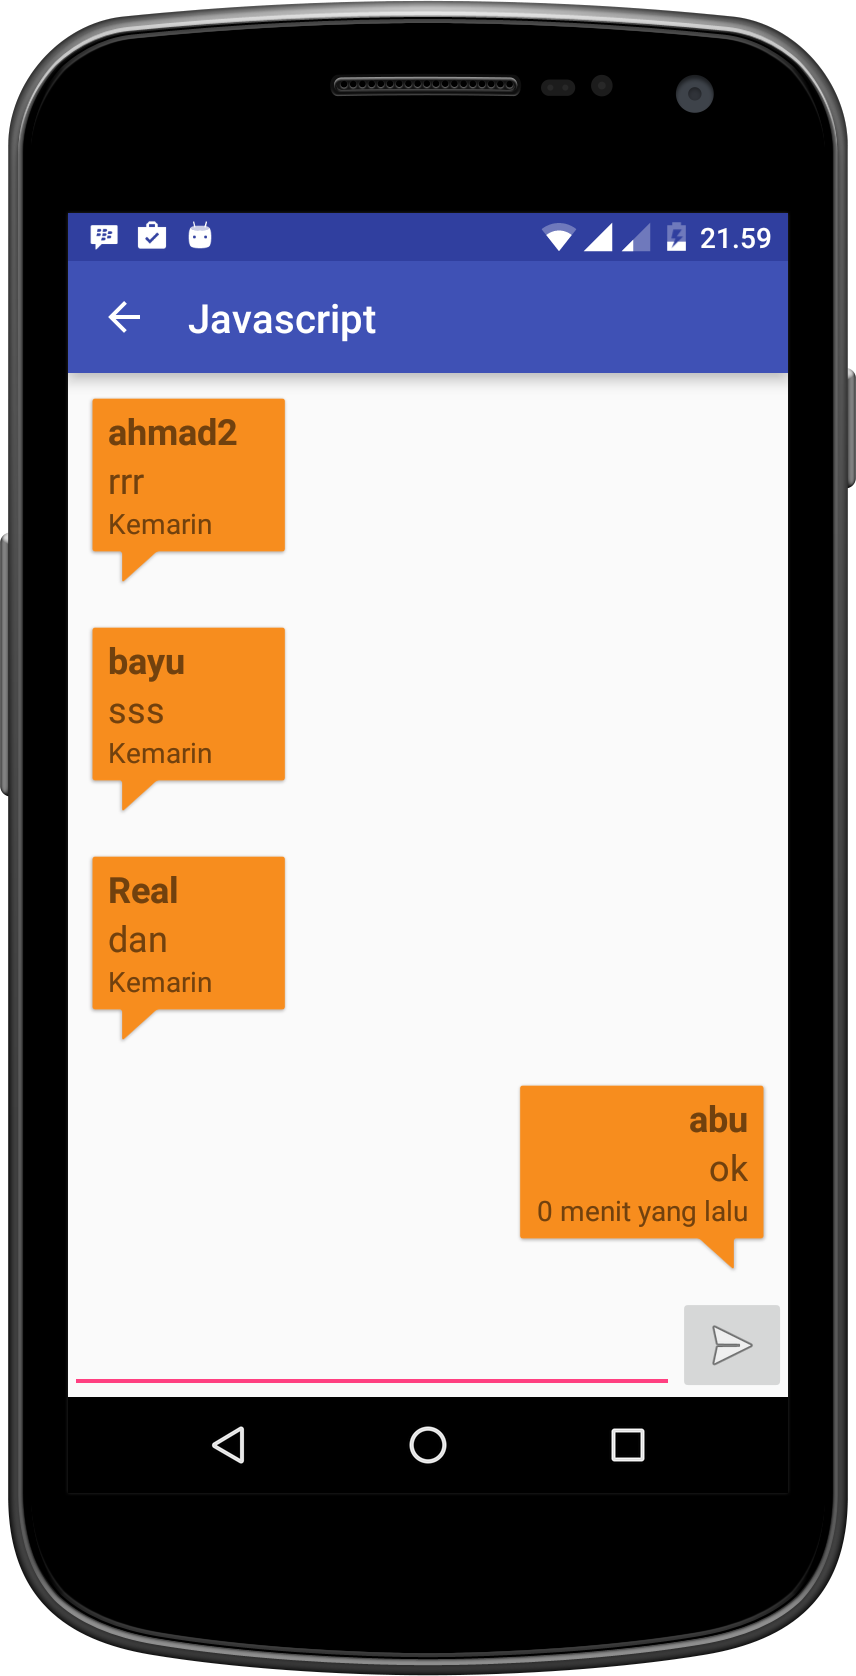 21.59
Javascript
ahmad2
rrr
Kemarin
bayu
sss
Kemarin
Real
dan
Kemarin
abu
ok
0 menit yang lalu